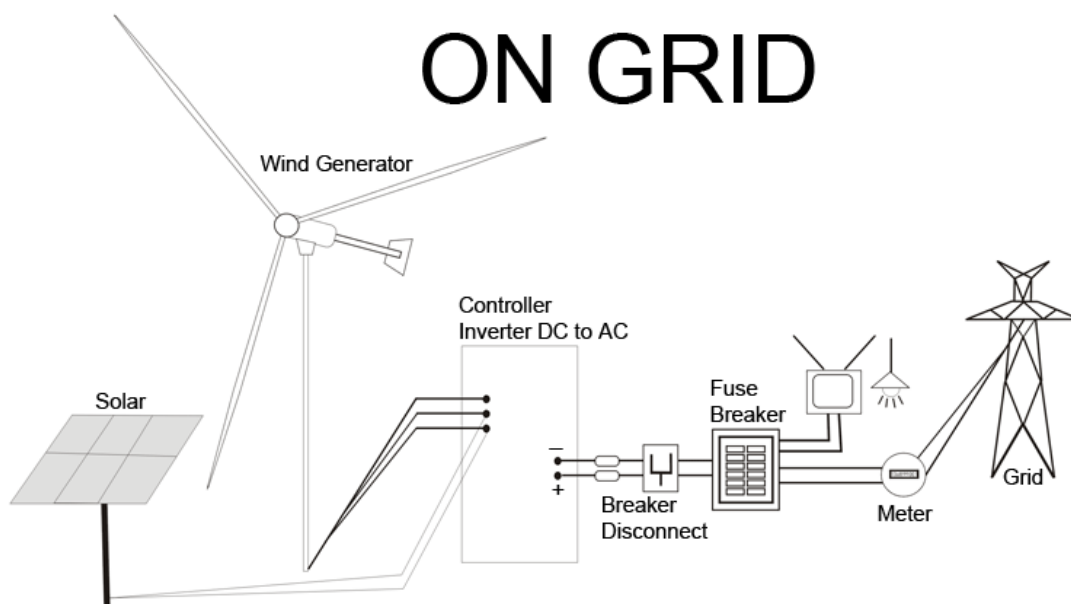 ON GRID
Wind Generator
Controller
Inverter DC to AC
Solar
Fuse
Breaker
–
+
Breaker
Disconnect
Meter
Grid